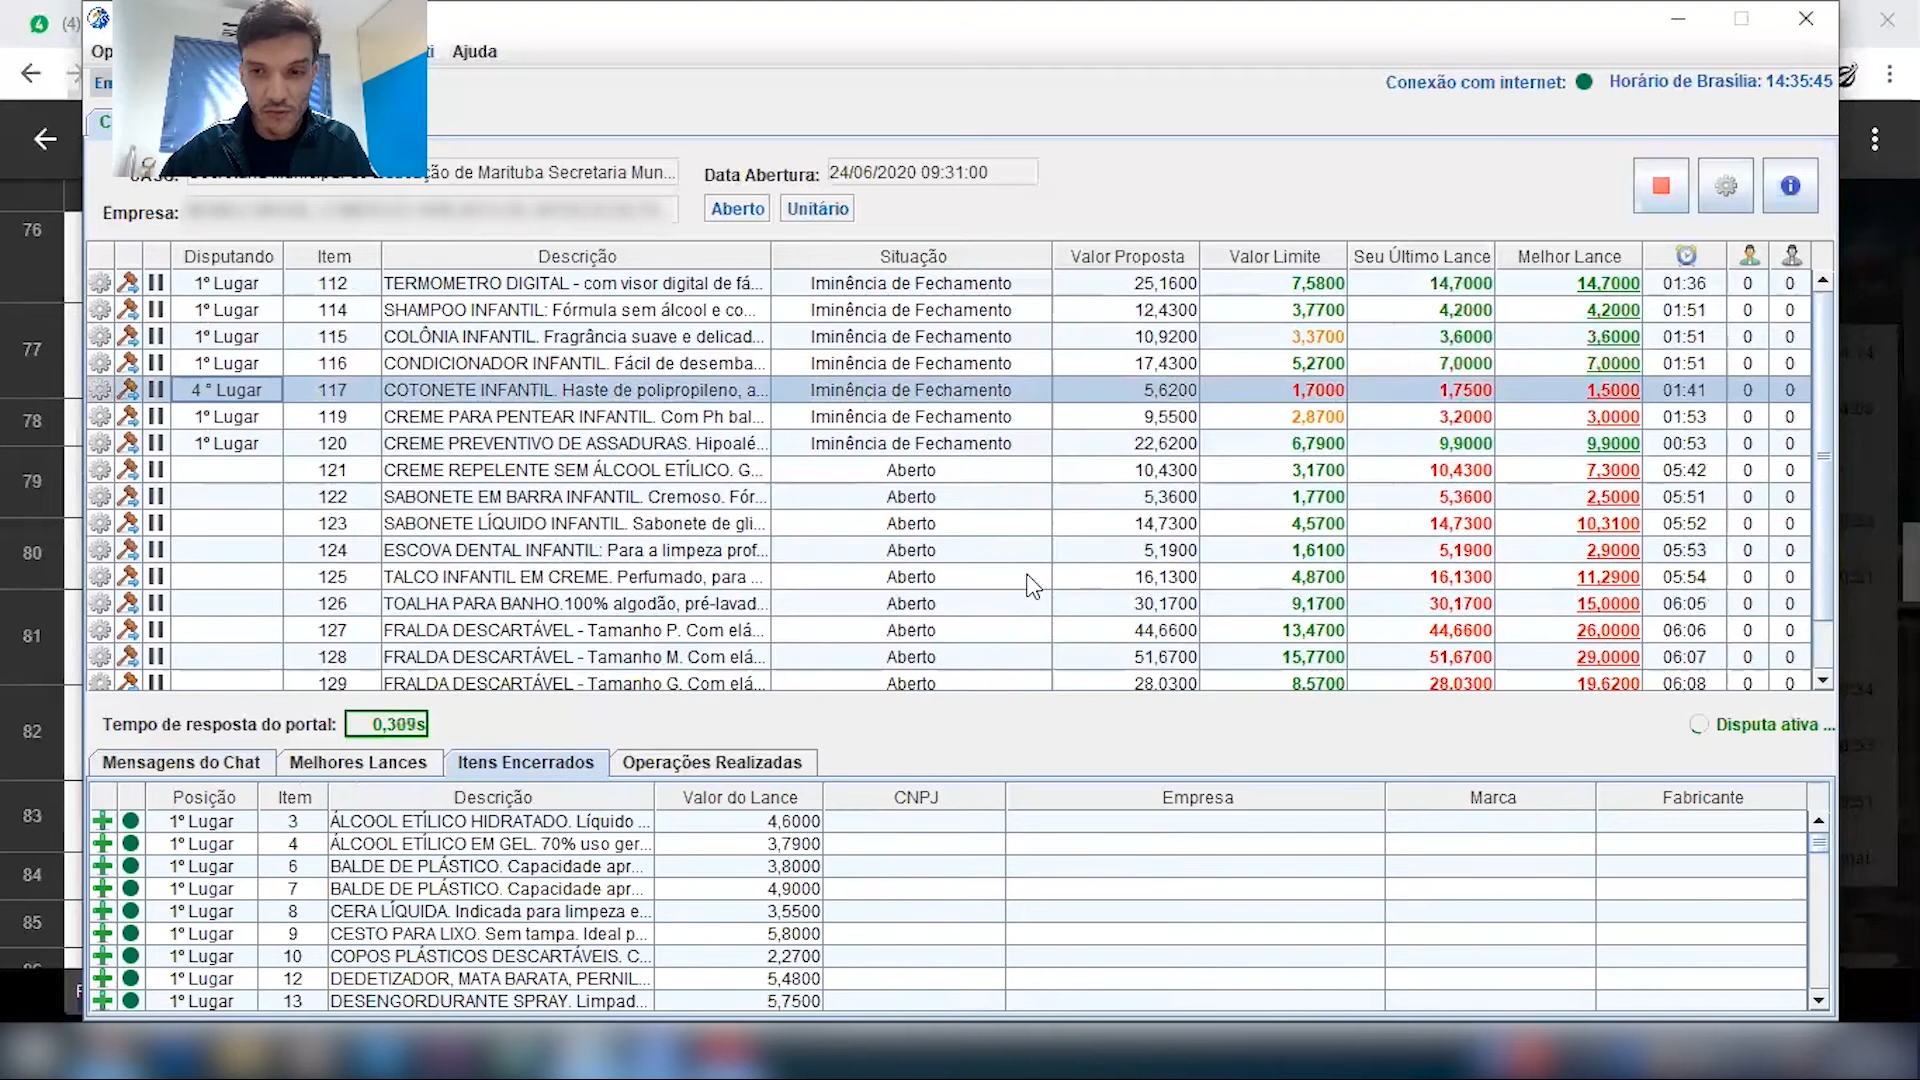 (4)
Op
ti
Ajuda
Em
Conexão com internet:
Horário de Brasília: 14:35:45
C
ção de Marituba Secretaria Mun...
Data Abertura: 24/06/2020 09:31:00
Empresa:
Aberto
Unitário
Disputando Item Descrição Situação Valor Proposta Valor Limite Seu Último Lance Melhor Lance
1º Lugar 112 TERMOMETRO DIGITAL - com visor digital de fá... Iminência de Fechamento 25,1600 7,5800 14,7000 14,7000 01:36 0 0
1º Lugar 114 SHAMPOO INFANTIL: Fórmula sem álcool e co... Iminência de Fechamento 12,4300 3,7700 4,2000 4,2000 01:51 0 0
1º Lugar 115 COLÔNIA INFANTIL. Fragrância suave e delicad... Iminência de Fechamento 10,9200 3,3700 3,6000 3,6000 01:51 0 0
1º Lugar 116 CONDICIONADOR INFANTIL. Fácil de desemba... Iminência de Fechamento 17,4300 5,2700 7,0000 7,0000 01:51 0 0
4 º Lugar 117 COTONETE INFANTIL. Haste de polipropileno, a... Iminência de Fechamento 5,6200 1,7000 1,7500 1,5000 01:41 0 0
1º Lugar 119 CREME PARA PENTEAR INFANTIL. Com Ph bal... Iminência de Fechamento 9,5500 2,8700 3,2000 3,0000 01:53 0 0
1º Lugar 120 CREME PREVENTIVO DE ASSADURAS. Hipoalé... Iminência de Fechamento 22,6200 6,7900 9,9000 9,9000 00:53 0 0
121 CREME REPELENTE SEM ÁLCOOL ETÍLICO. G... Aberto 10,4300 3,1700 10,4300 7,3000 05:42 0 0
122 SABONETE EM BARRA INFANTIL. Cremoso. Fór... Aberto 5,3600 1,7700 5,3600 2,5000 05:51 0 0
123 SABONETE LÍQUIDO INFANTIL. Sabonete de gli... Aberto 14,7300 4,5700 14,7300 10,3100 05:52 0 0
124 ESCOVA DENTAL INFANTIL: Para a limpeza prof... Aberto 5,1900 1,6100 5,1900 2,9000 05:53 0 0
125 TALCO INFANTIL EM CREME. Perfumado, para ... Aberto 16,1300 4,8700 16,1300 11,2900 05:54 0 0
126 TOALHA PARA BANHO.100% algodão, pré-lavad... Aberto 30,1700 9,1700 30,1700 15,0000 06:05 0 0
127 FRALDA DESCARTÁVEL - Tamanho P. Com elá... Aberto 44,6600 13,4700 44,6600 26,0000 06:06 0 0
128 FRALDA DESCARTÁVEL - Tamanho M. Com elá... Aberto 51,6700 15,7700 51,6700 29,0000 06:07 0 0
129 FRALDA DESCARTÁVEL - Tamanho G. Com elá... Aberto 28,0300 8,5700 28,0300 19,6200 06:08 0 0
Tempo de resposta do portal: 0,309s
Disputa ativa ...
Mensagens do Chat
Melhores Lances
Itens Encerrados
Operações Realizadas
Posição Item Descrição Valor do Lance CNPJ Empresa Marca Fabricante
1º Lugar 3 ÁLCOOL ETÍLICO HIDRATADO. Líquido ... 4,6000
1º Lugar 4 ÁLCOOL ETÍLICO EM GEL. 70% uso ger... 3,7900
1º Lugar 6 BALDE DE PLÁSTICO. Capacidade apr... 3,8000
1º Lugar 7 BALDE DE PLÁSTICO. Capacidade apr... 4,9000
1º Lugar 8 CERA LÍQUIDA. Indicada para limpeza e... 3,5500
1º Lugar 9 CESTO PARA LIXO. Sem tampa. Ideal p... 5,8000
1º Lugar 10 COPOS PLÁSTICOS DESCARTÁVEIS. C... 2,2700
1º Lugar 12 DEDETIZADOR, MATA BARATA, PERNIL... 5,4800
1º Lugar 13 DESENGORDURANTE SPRAY. Limpad... 5,7500
76
77
78
79
80
81
82
83
84
85